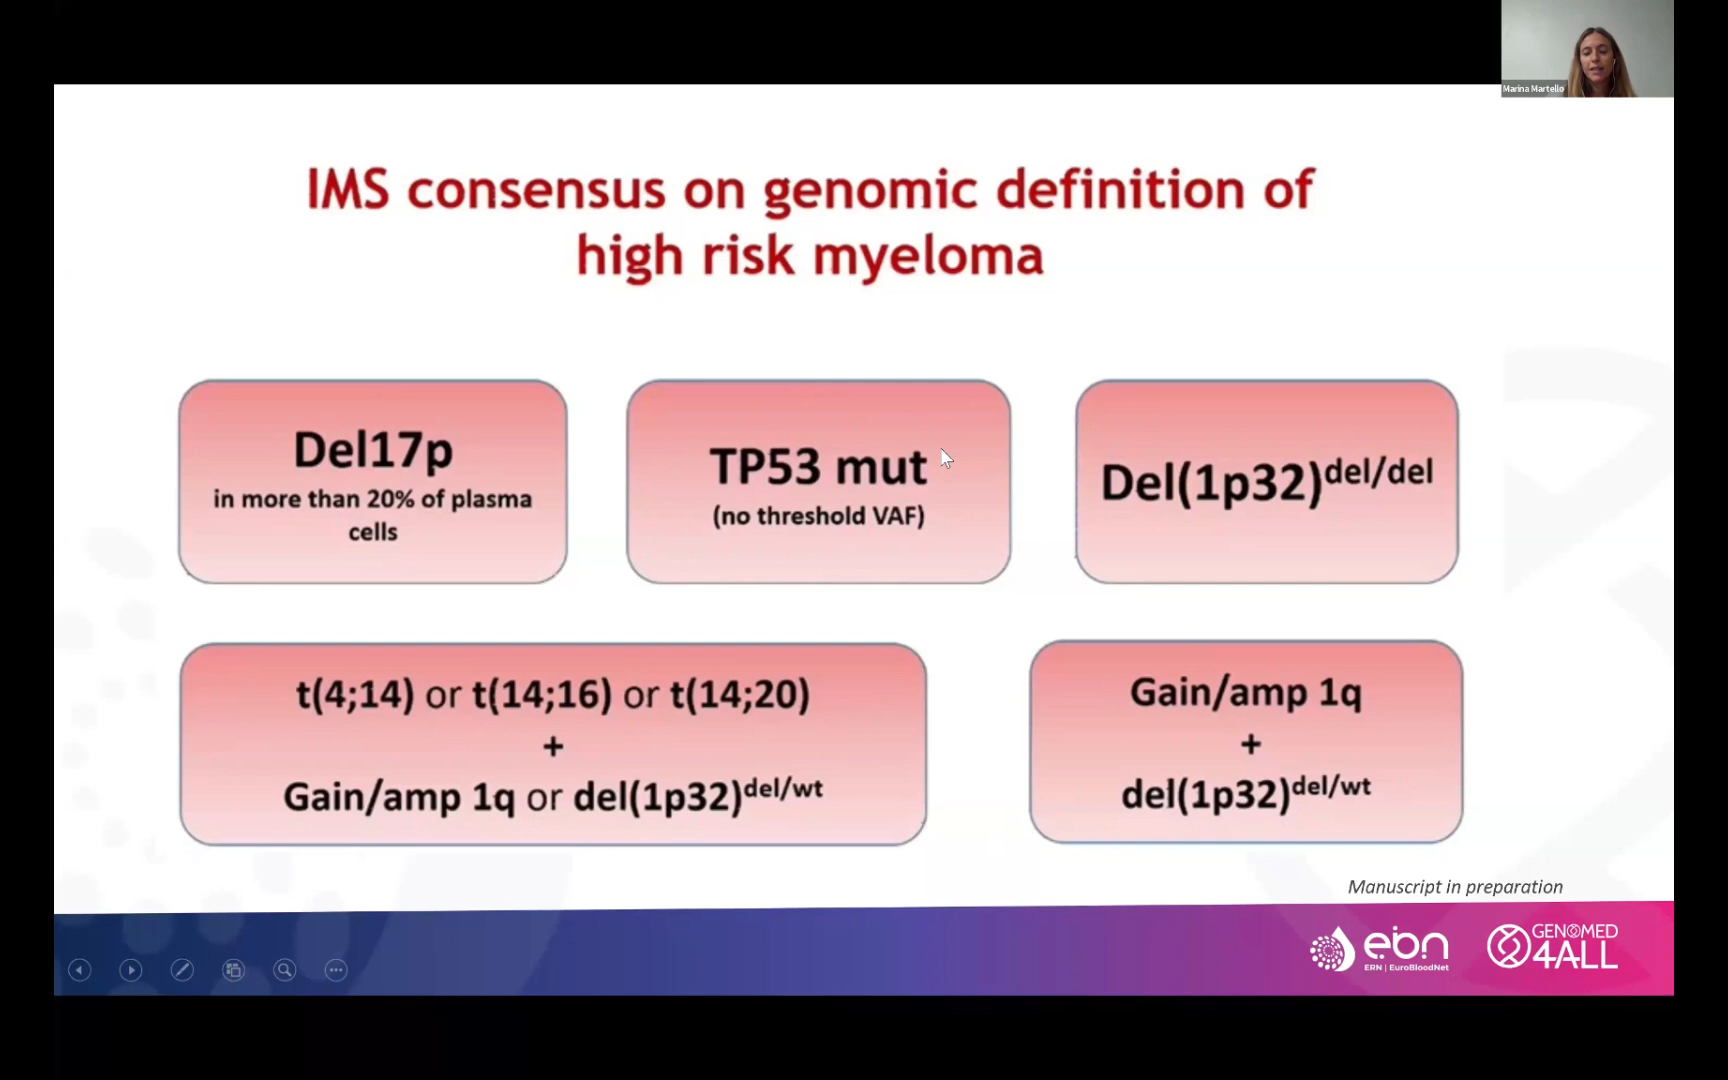 Marina Martello
IMS consensus on genomic definition of
high risk myeloma
Del17p
in more than 20% of plasma
cells
TP53 mut
(no threshold VAF)
Del(1p32)del/del
t(4;14) or t(14;16) or t(14;20)
+
Gain/amp 1q or del(1p32)del/wt
Gain/amp 1q
+
del(1p32)del/wt
Manuscript in preparation
ebn
ERN | EuroBloodNet
GENOMED
4ALL